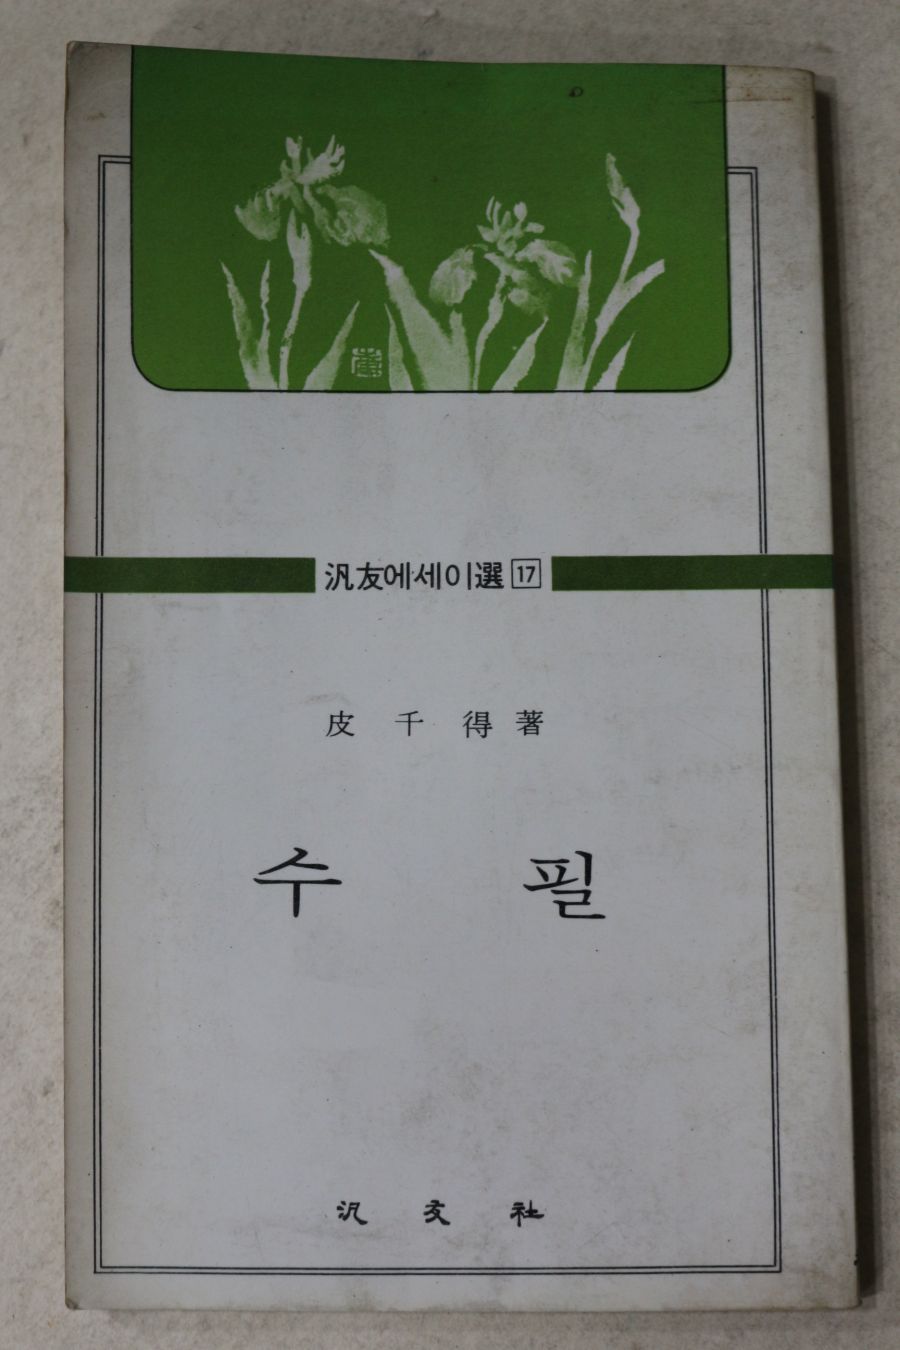 汎友에세이選 17
皮千得 著
수필
汎友社